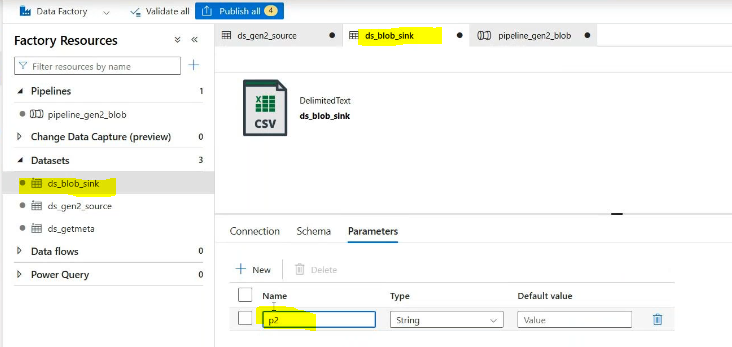 Data Factory Validate all Publish all 4
Factory Resources
Filter resources by name
Pipelines 1
pipeline_gen2_blob
Change Data Capture (preview) 0
Datasets 3
ds_blob_sink
ds_gen2_source
ds_getmeta
Data flows 0
Power Query 0
ds_gen2_source ds_blob_sink pipeline_gen2_blob
CSV
DelimitedText
ds_blob_sink
Connection Schema Parameters
New Delete
Name Type Default value
p2 String Value